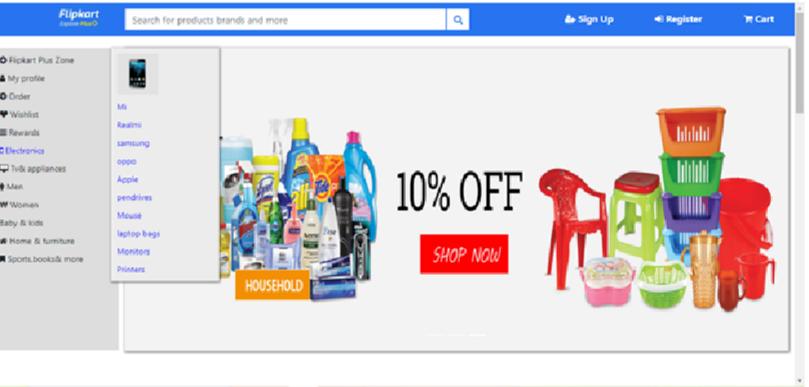 Flipkart
Explore Plus
Search for products brands and more
Sign Up
Register
Cart
Flipkart Plus Zone
My profile
Order
Wishlist
Rewards
Electronics
Tv& appliances
Men
Women
Baby & kids
Home & furniture
Sports,books& more
Mi
Realmi
samsung
oppo
Apple
pendrives
Mouse
laptop bags
Monitors
Printers
10% OFF
SHOP NOW
HOUSEHOLD
Tide
Aveeno